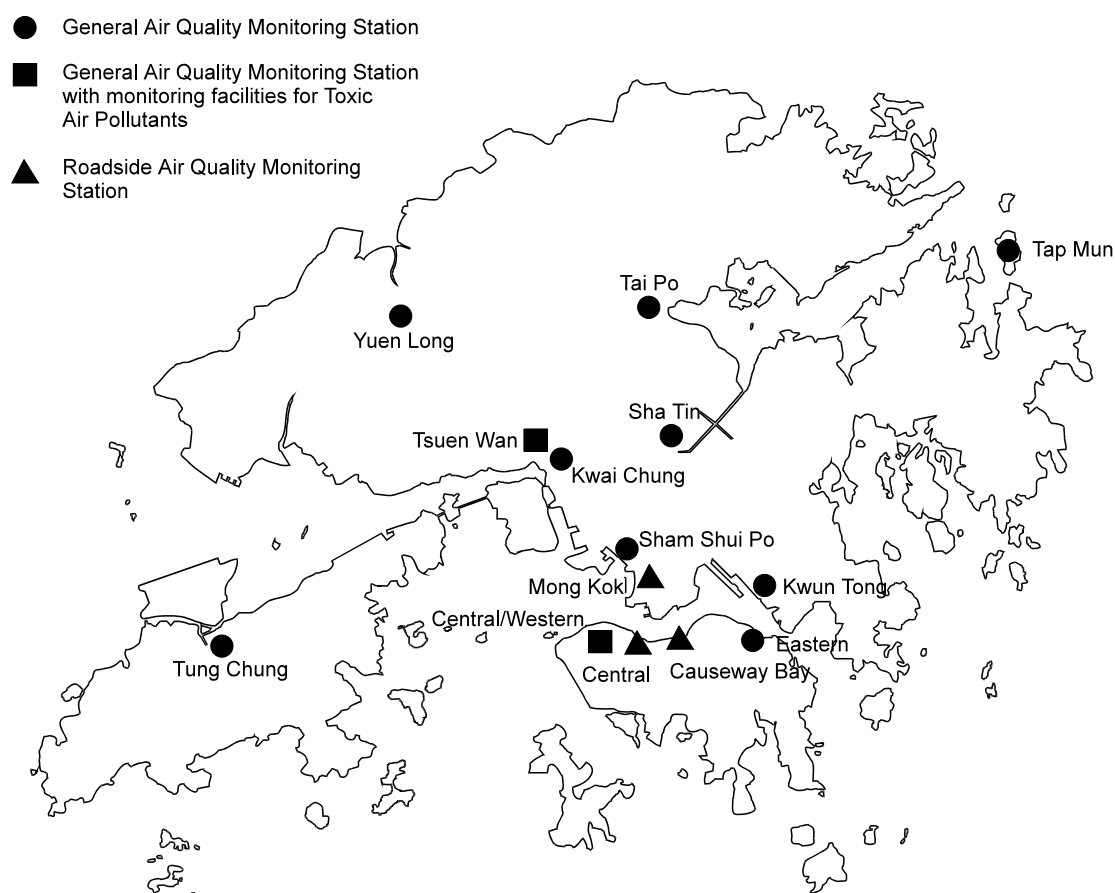 General Air Quality Monitoring Station
General Air Quality Monitoring Station
with monitoring facilities for Toxic
Air Pollutants
Roadside Air Quality Monitoring
Station
Tap Mun
Tai Po
Yuen Long
Sha Tin
Tsuen Wan
Kwai Chung
Sham Shui Po
Mong Kok
Kwun Tong
Central/Western
Eastern
Tung Chung
Central
Causeway Bay